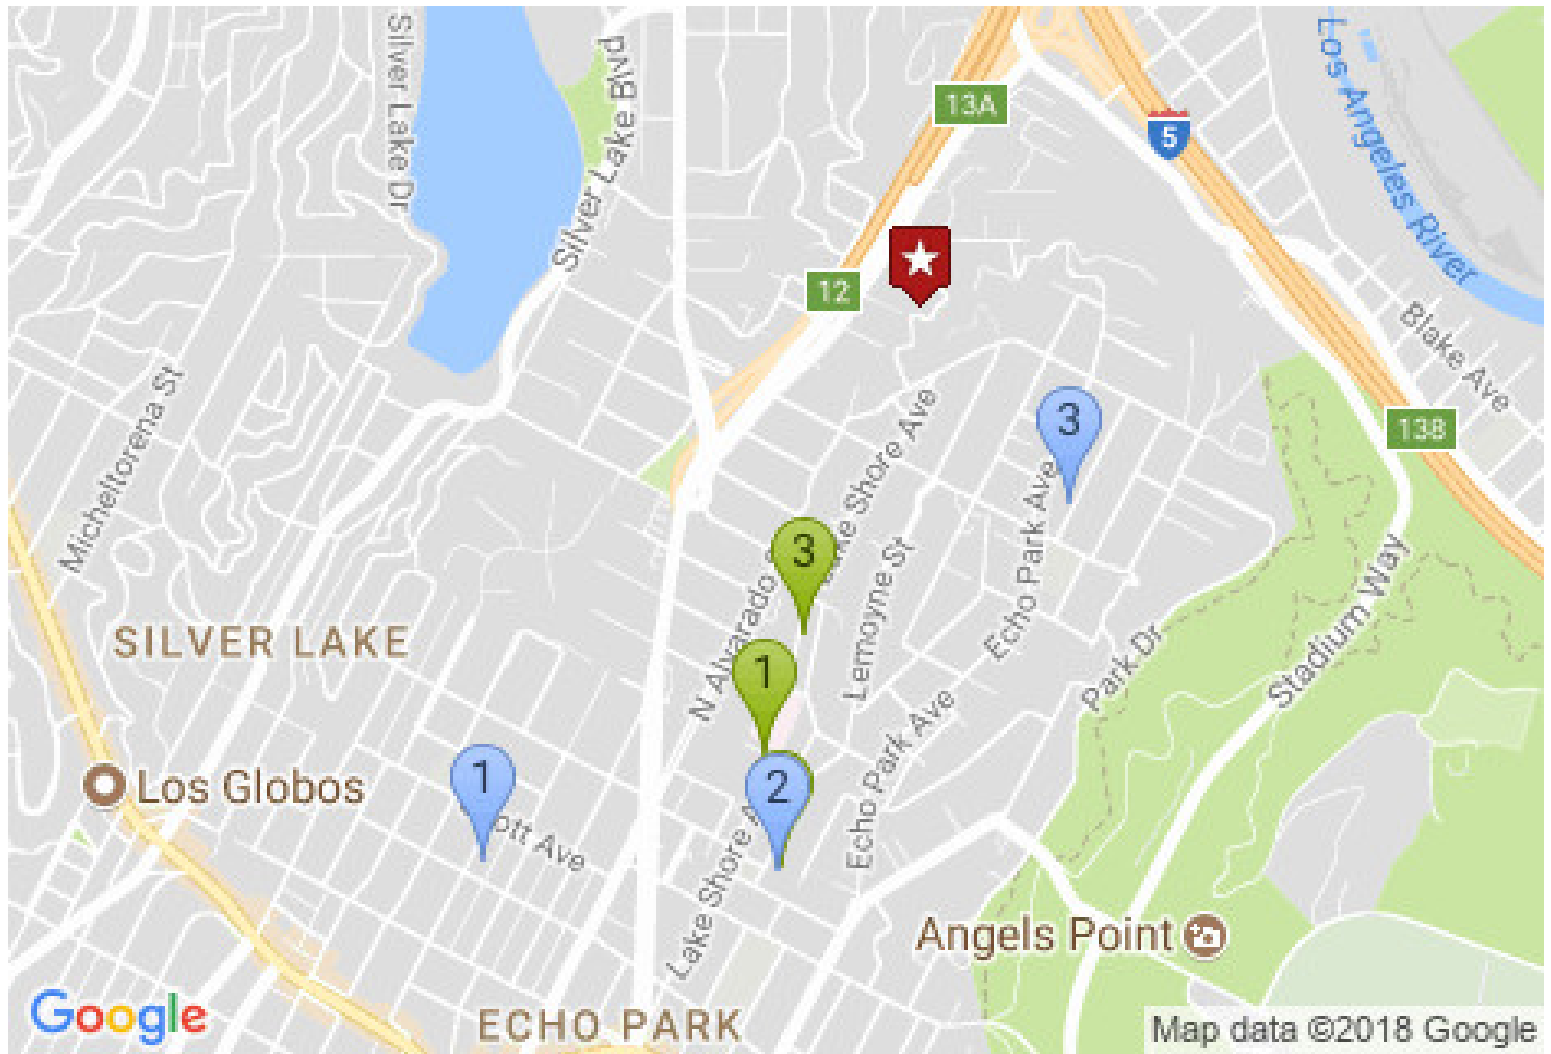 Silver Lake Dr
Silver Lake Blvd
13A
5
Los Angeles River
12
Blake Ave
Micheltorena St
3
138
Lake Shore Ave
Echo Park Ave
3
N Alvarado
Lemoyne St
Stadium Way
SILVER LAKE
1
Park Dr
Echo Park Ave
1
2
Los Globos
ott Ave
Lake Shore A
Angels Point
Google
ECHO PARK
Map data ©2018 Google